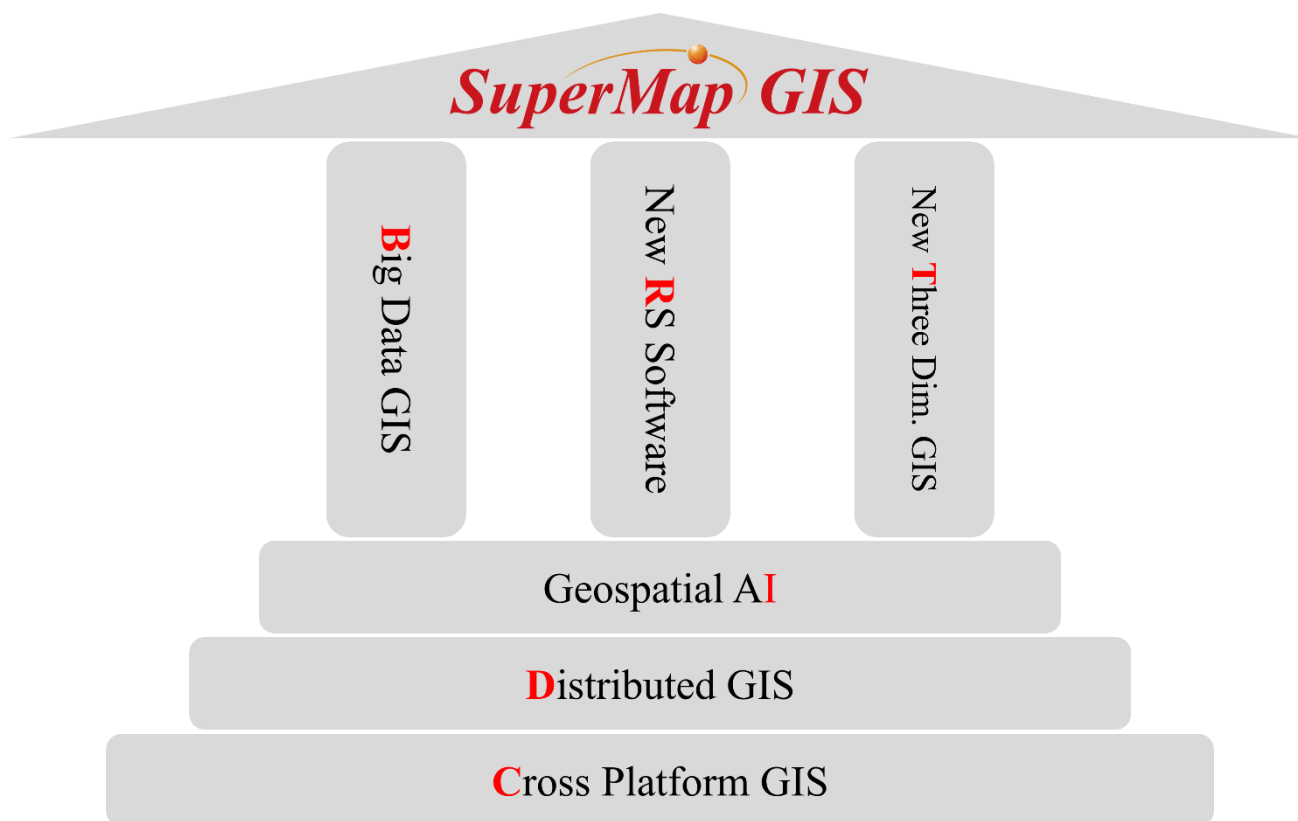 SuperMap GIS
Big Data GIS
New RS Software
New Three Dim. GIS
Geospatial AI
Distributed GIS
Cross Platform GIS